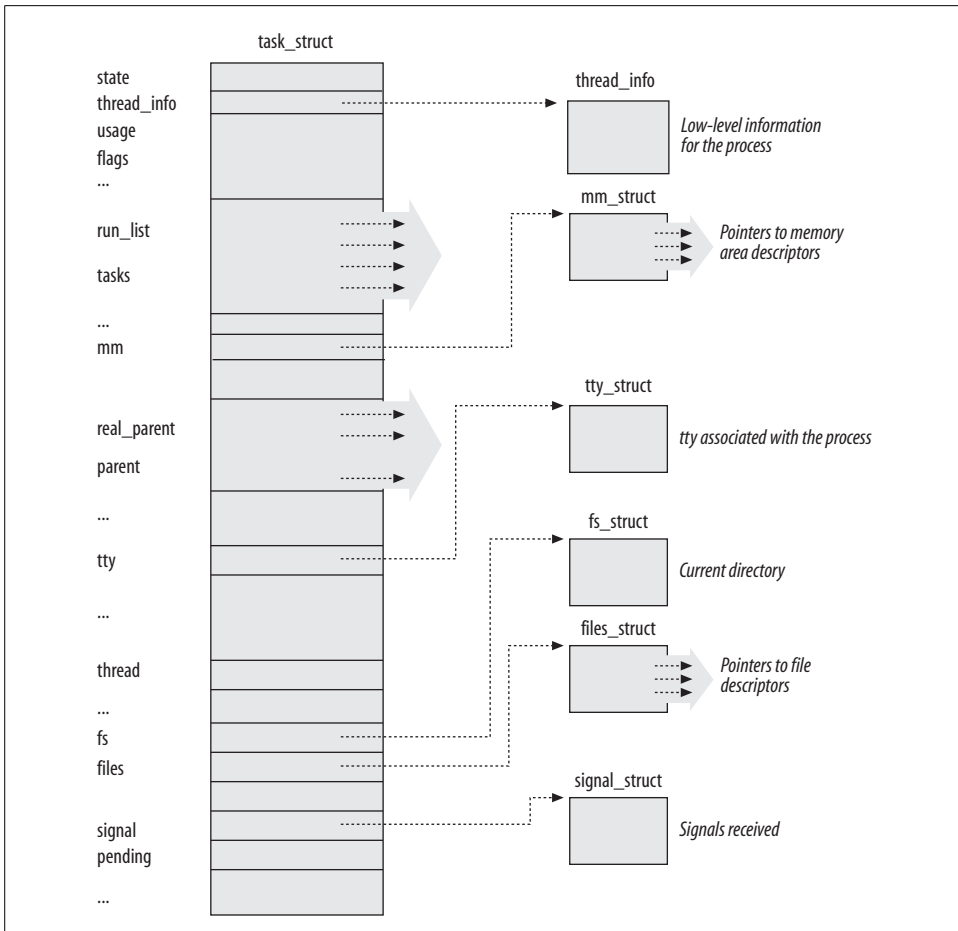 task_struct
state
thread_info
usage
flags
...
run_list
tasks
...
mm
real_parent
parent
...
tty
...
thread
...
fs
files
signal
pending
...
thread_info
Low-level information
for the process
mm_struct
Pointers to memory
area descriptors
tty_struct
tty associated with the process
fs_struct
Current directory
files_struct
Pointers to file
descriptors
signal_struct
Signals received